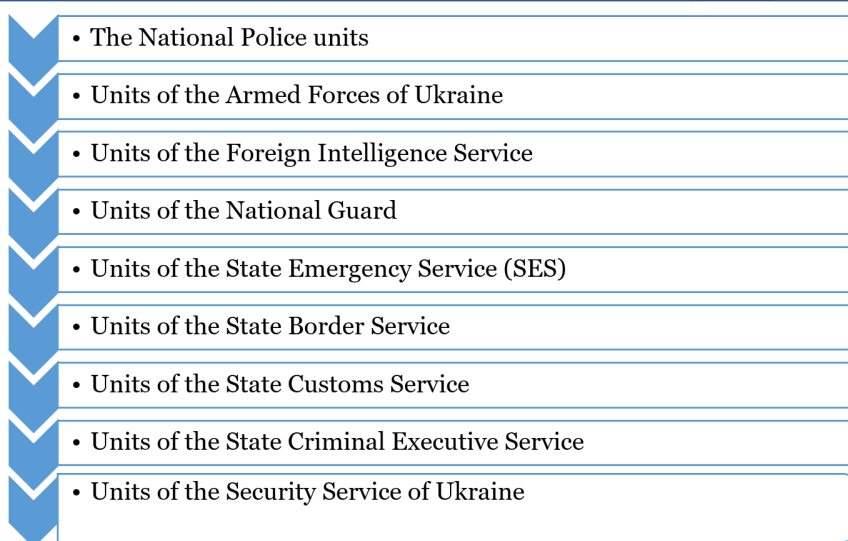 • The National Police units
• Units of the Armed Forces of Ukraine
• Units of the Foreign Intelligence Service
• Units of the National Guard
• Units of the State Emergency Service (SES)
• Units of the State Border Service
• Units of the State Customs Service
• Units of the State Criminal Executive Service
• Units of the Security Service of Ukraine